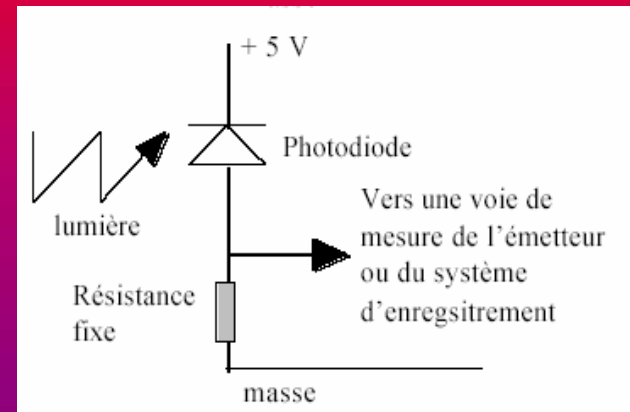 + 5 V
Photodiode
lumière
Vers une voie de
mesure de l'émetteur
ou du système
d'enregsitrement
Résistance
fixe
masse